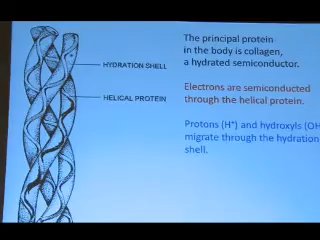 The principal protein
in the body is collagen,
a hydrated semiconductor.
HYDRATION SHELL
HELICAL PROTEIN
Electrons are semiconducted
through the helical protein.
Protons (H⁺) and hydroxyls (OH
migrate through the hydration
shell.